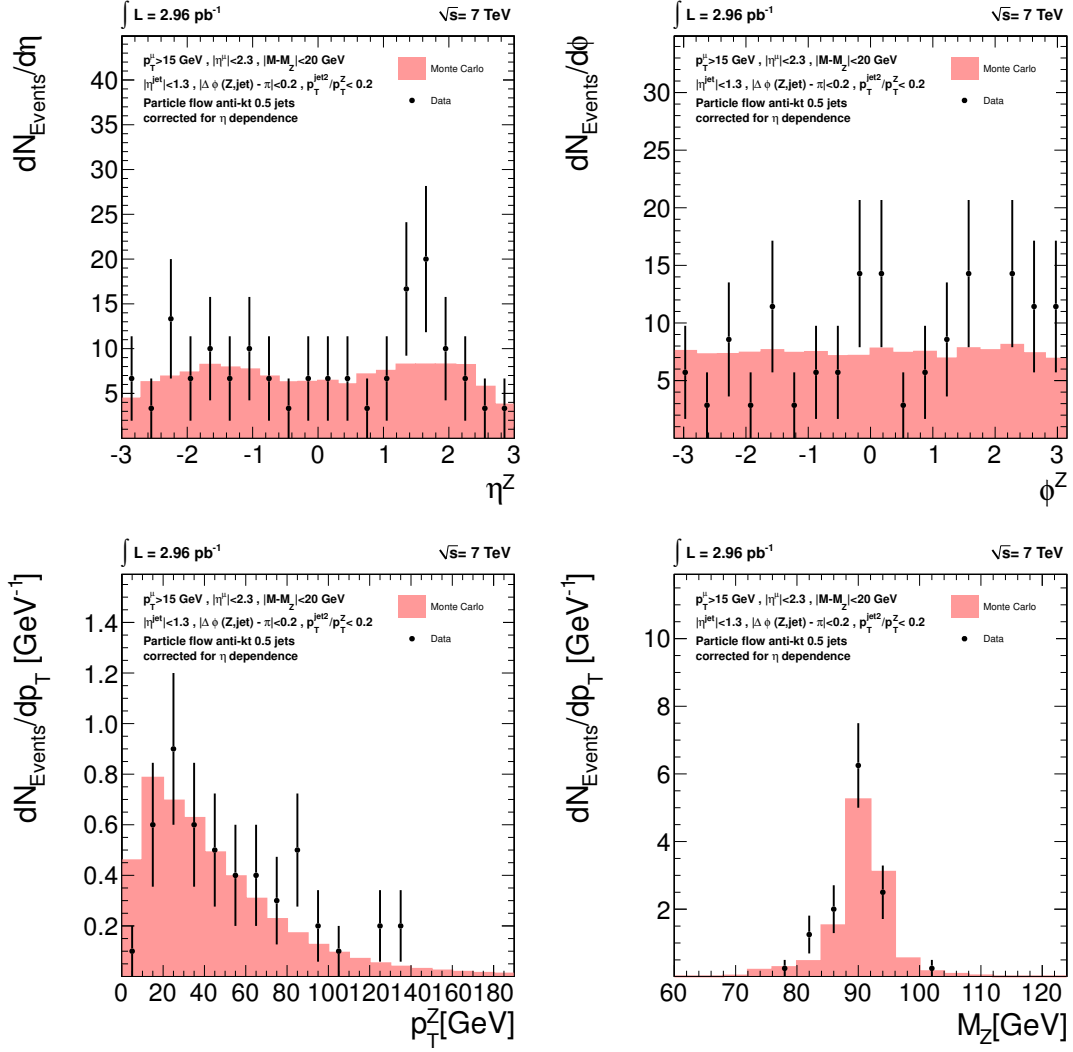 ∫ L = 2.96 pb⁻¹ √s= 7 TeV
p_T^μ>15 GeV , |η^μ|<2.3 , |M-M_Z|<20 GeV
|η^jet|<1.3 , |Δ φ (Z,jet) - π|<0.2 , p_T^jet2/p_T^Z< 0.2
Particle flow anti-kt 0.5 jets
corrected for η dependence
Monte Carlo
Data
dN_Events/dη
40
35
30
25
20
15
10
5
-3 -2 -1 0 1 2 3
η^Z
∫ L = 2.96 pb⁻¹ √s= 7 TeV
p_T^μ>15 GeV , |η^μ|<2.3 , |M-M_Z|<20 GeV
|η^jet|<1.3 , |Δ φ (Z,jet) - π|<0.2 , p_T^jet2/p_T^Z< 0.2
Particle flow anti-kt 0.5 jets
corrected for η dependence
Monte Carlo
Data
dN_Events/dφ
30
25
20
15
10
5
-3 -2 -1 0 1 2 3
φ^Z
∫ L = 2.96 pb⁻¹ √s= 7 TeV
p_T^μ>15 GeV , |η^μ|<2.3 , |M-M_Z|<20 GeV
|η^jet|<1.3 , |Δ φ (Z,jet) - π|<0.2 , p_T^jet2/p_T^Z< 0.2
Particle flow anti-kt 0.5 jets
corrected for η dependence
Monte Carlo
Data
dN_Events/dp_T [GeV⁻¹]
1.4
1.2
1.0
0.8
0.6
0.4
0.2
0 20 40 60 80 100 120 140 160 180
p_T^Z[GeV]
∫ L = 2.96 pb⁻¹ √s= 7 TeV
p_T^μ>15 GeV , |η^μ|<2.3 , |M-M_Z|<20 GeV
|η^jet|<1.3 , |Δ φ (Z,jet) - π|<0.2 , p_T^jet2/p_T^Z< 0.2
Particle flow anti-kt 0.5 jets
corrected for η dependence
Monte Carlo
Data
dN_Events/dp_T [GeV⁻¹]
10
8
6
4
2
60 70 80 90 100 110 120
M_Z[GeV]